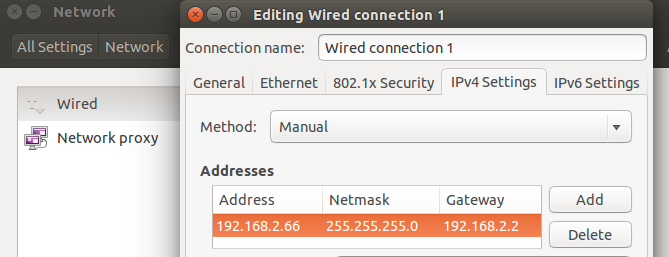 Network
Editing Wired connection 1
All Settings Network
Connection name: Wired connection 1
General Ethernet 802.1x Security IPv4 Settings IPv6 Settings
Wired
Network proxy
Method: Manual
Addresses
Address Netmask Gateway Add
192.168.2.66 255.255.255.0 192.168.2.2
Delete